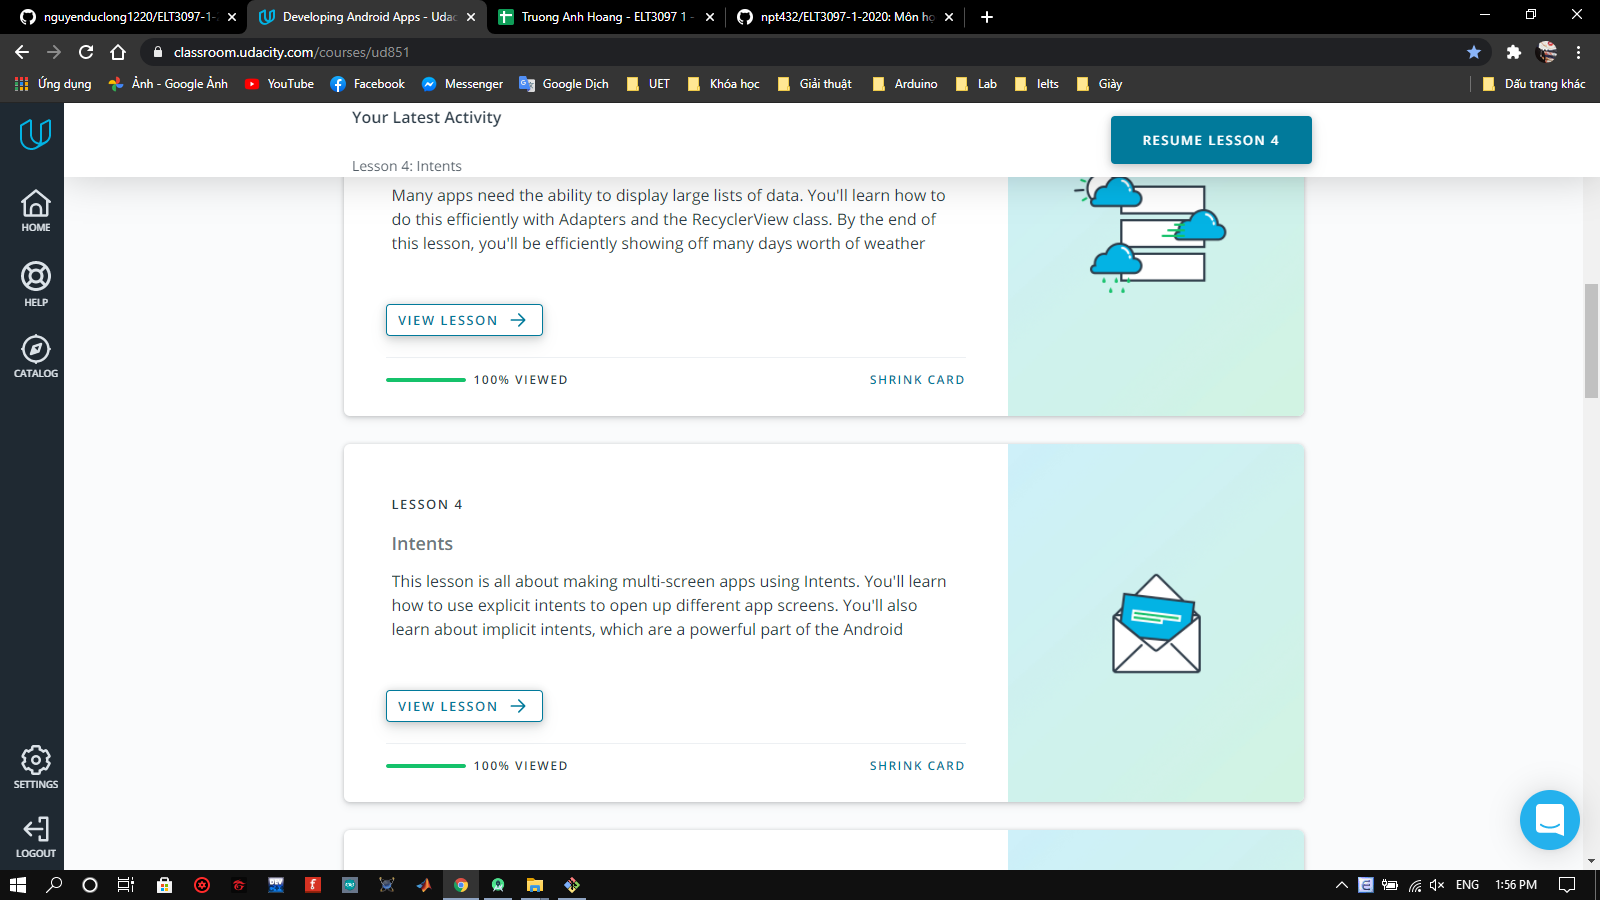 nguyenduclong1220/ELT3097-1-
Developing Android Apps - Udac
Truong Anh Hoang - ELT3097 1 -
npt432/ELT3097-1-2020: Môn họ
classroom.udacity.com/courses/ud851
Ứng dụng
Ảnh - Google Ảnh
YouTube
Facebook
Messenger
Google Dịch
UET
Khóa học
Giải thuật
Arduino
Lab
Ielts
Giày
Dấu trang khác
Your Latest Activity
Lesson 4: Intents
RESUME LESSON 4
HOME
HELP
CATALOG
SETTINGS
LOGOUT
Many apps need the ability to display large lists of data. You'll learn how to
do this efficiently with Adapters and the RecyclerView class. By the end of
this lesson, you'll be efficiently showing off many days worth of weather
VIEW LESSON
100% VIEWED
SHRINK CARD
LESSON 4
Intents
This lesson is all about making multi-screen apps using Intents. You'll learn
how to use explicit intents to open up different app screens. You'll also
learn about implicit intents, which are a powerful part of the Android
VIEW LESSON
100% VIEWED
SHRINK CARD
ENG
1:56 PM